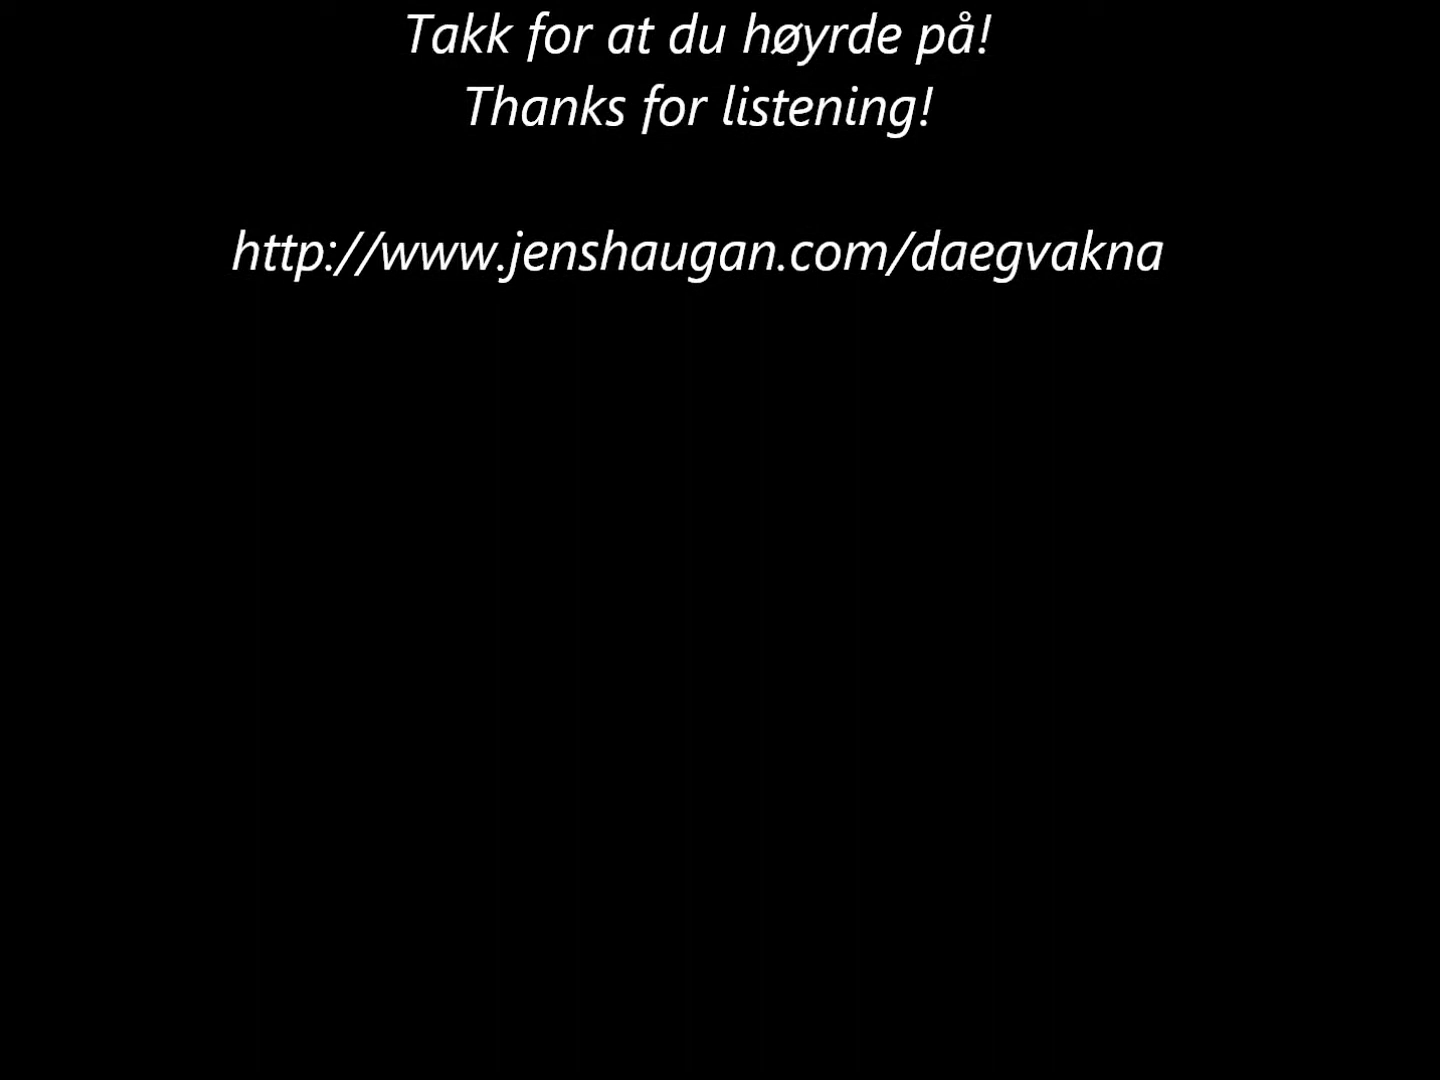 Takk for at du høyrde på!
Thanks for listening!
http://www.jenshaugan.com/daegvakna